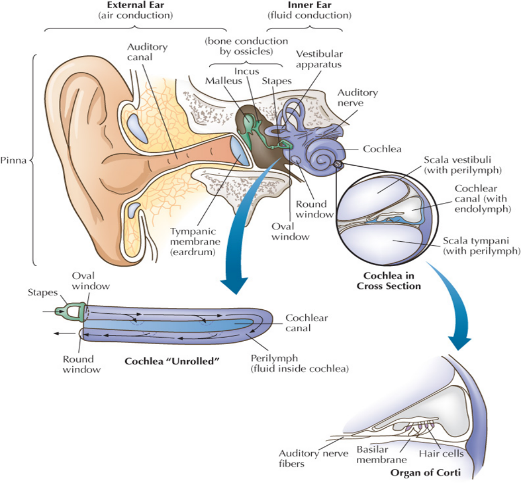 External Ear
(air conduction)
Inner Ear
(fluid conduction)
(bone conduction
by ossicles)
Auditory
canal
Incus
Malleus
Stapes
Vestibular
apparatus
Auditory
nerve
Pinna
Cochlea
Scala vestibuli
(with perilymph)
Cochlear
canal (with
endolymph)
Scala tympani
(with perilymph)
Round
window
Oval
window
Tympanic
membrane
(eardrum)
Cochlea in
Cross Section
Oval
window
Stapes
Cochlear
canal
Round
window
Cochlea “Unrolled”
Perilymph
(fluid inside cochlea)
Auditory nerve
fibers
Basilar
membrane
Hair cells
Organ of Corti